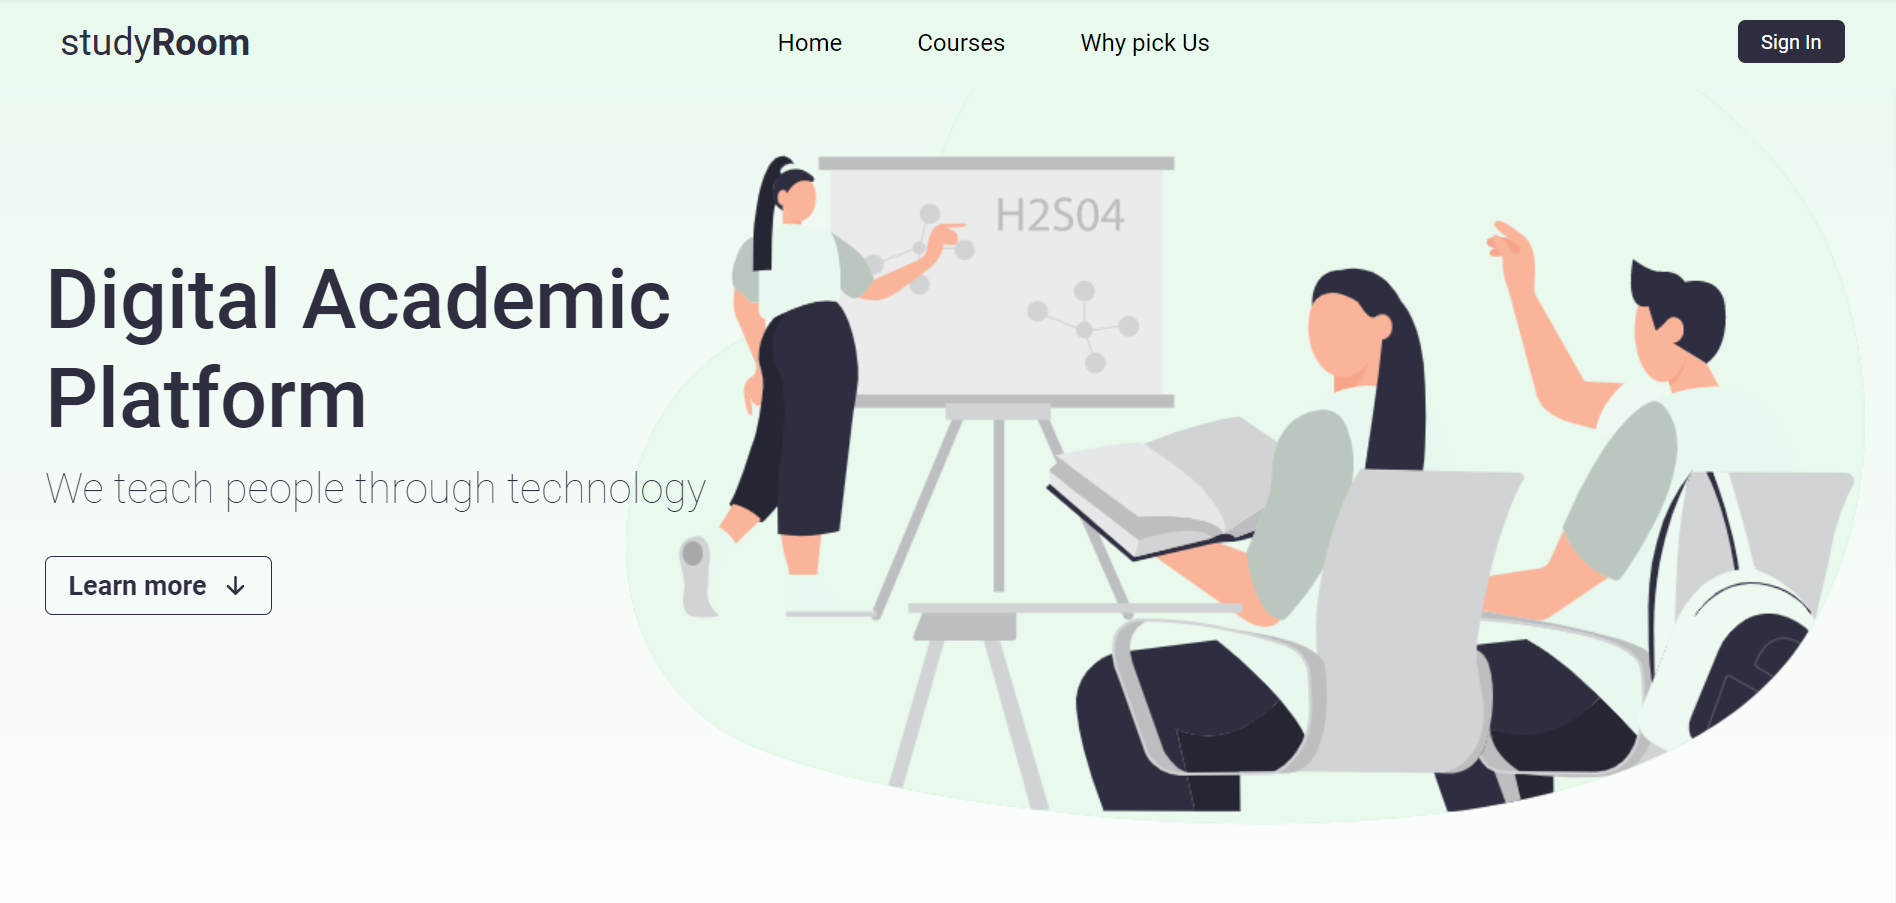 studyRoom
Home
Courses
Why pick Us
Sign In
H2S04
Digital Academic
Platform
We teach people through technology
Learn more ↓